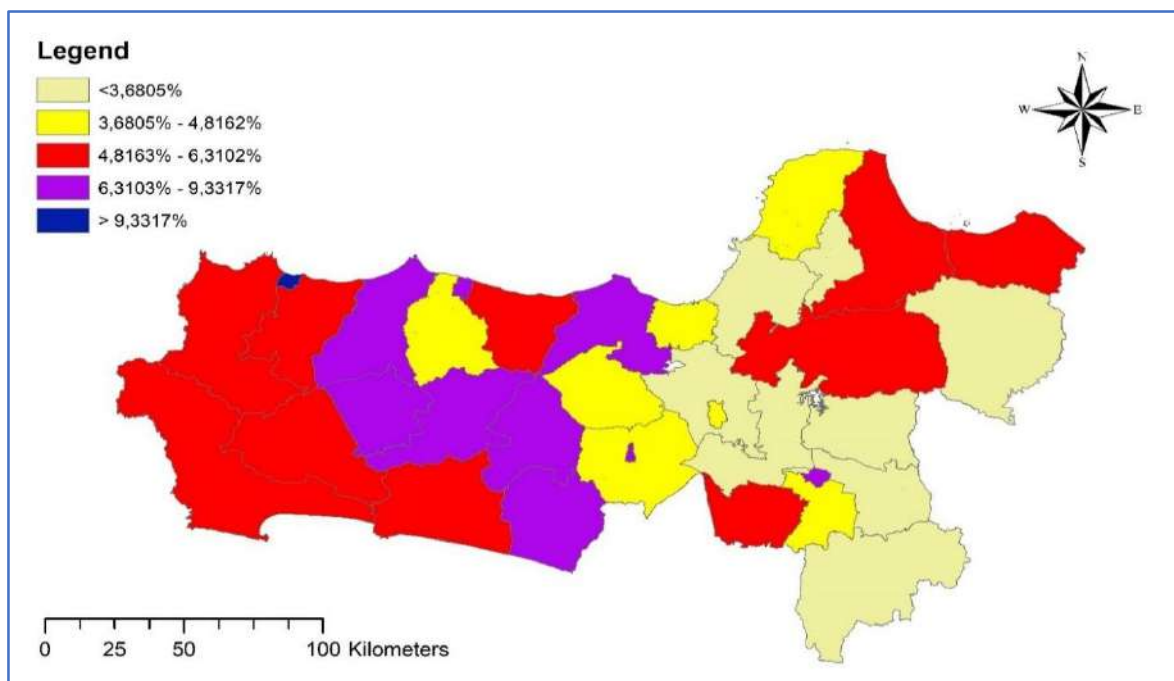 Legend
<3,6805%
3,6805% - 4,8162%
4,8163% - 6,3102%
6,3103% - 9,3317%
> 9,3317%
N
W E
S
0 25 50 100 Kilometers